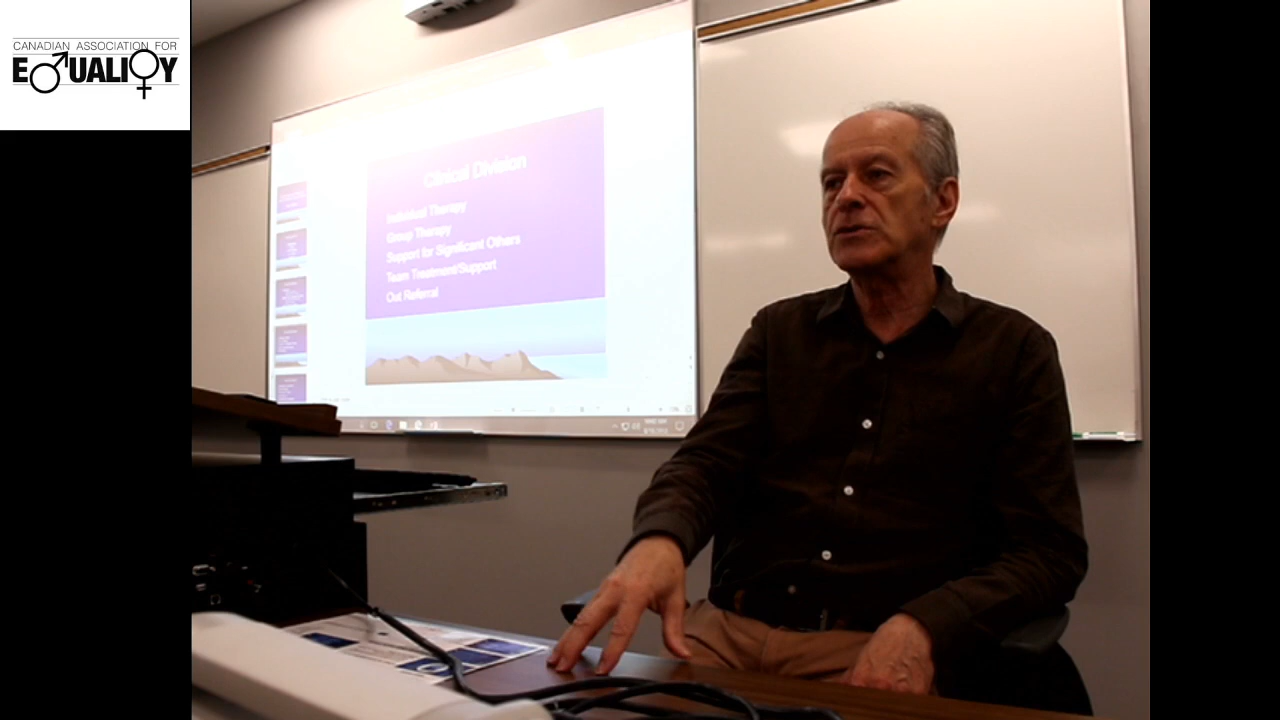 CANADIAN ASSOCIATION FOR
EQUALITY
Clinical Division
Individual Therapy
Group Therapy
Support for Significant Others
Team Treatment/Support
Out Referral